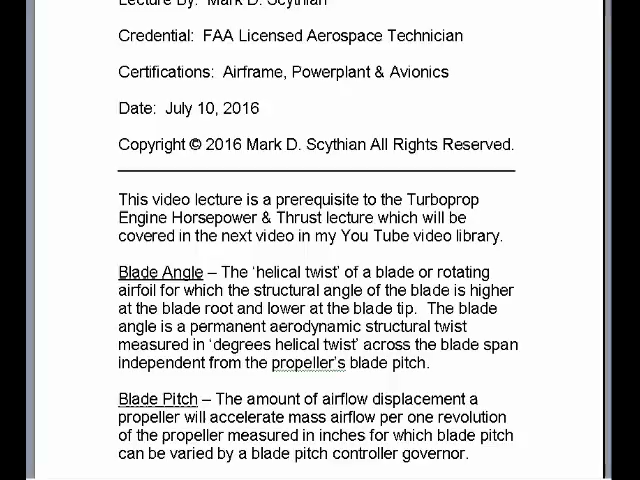 Lecture By: Mark D. Scythian
Credential: FAA Licensed Aerospace Technician
Certifications: Airframe, Powerplant & Avionics
Date: July 10, 2016
Copyright © 2016 Mark D. Scythian All Rights Reserved.
This video lecture is a prerequisite to the Turboprop
Engine Horsepower & Thrust lecture which will be
covered in the next video in my You Tube video library.
Blade Angle – The ‘helical twist’ of a blade or rotating
airfoil for which the structural angle of the blade is higher
at the blade root and lower at the blade tip. The blade
angle is a permanent aerodynamic structural twist
measured in ‘degrees helical twist’ across the blade span
independent from the propeller’s blade pitch.
Blade Pitch – The amount of airflow displacement a
propeller will accelerate mass airflow per one revolution
of the propeller measured in inches for which blade pitch
can be varied by a blade pitch controller governor.